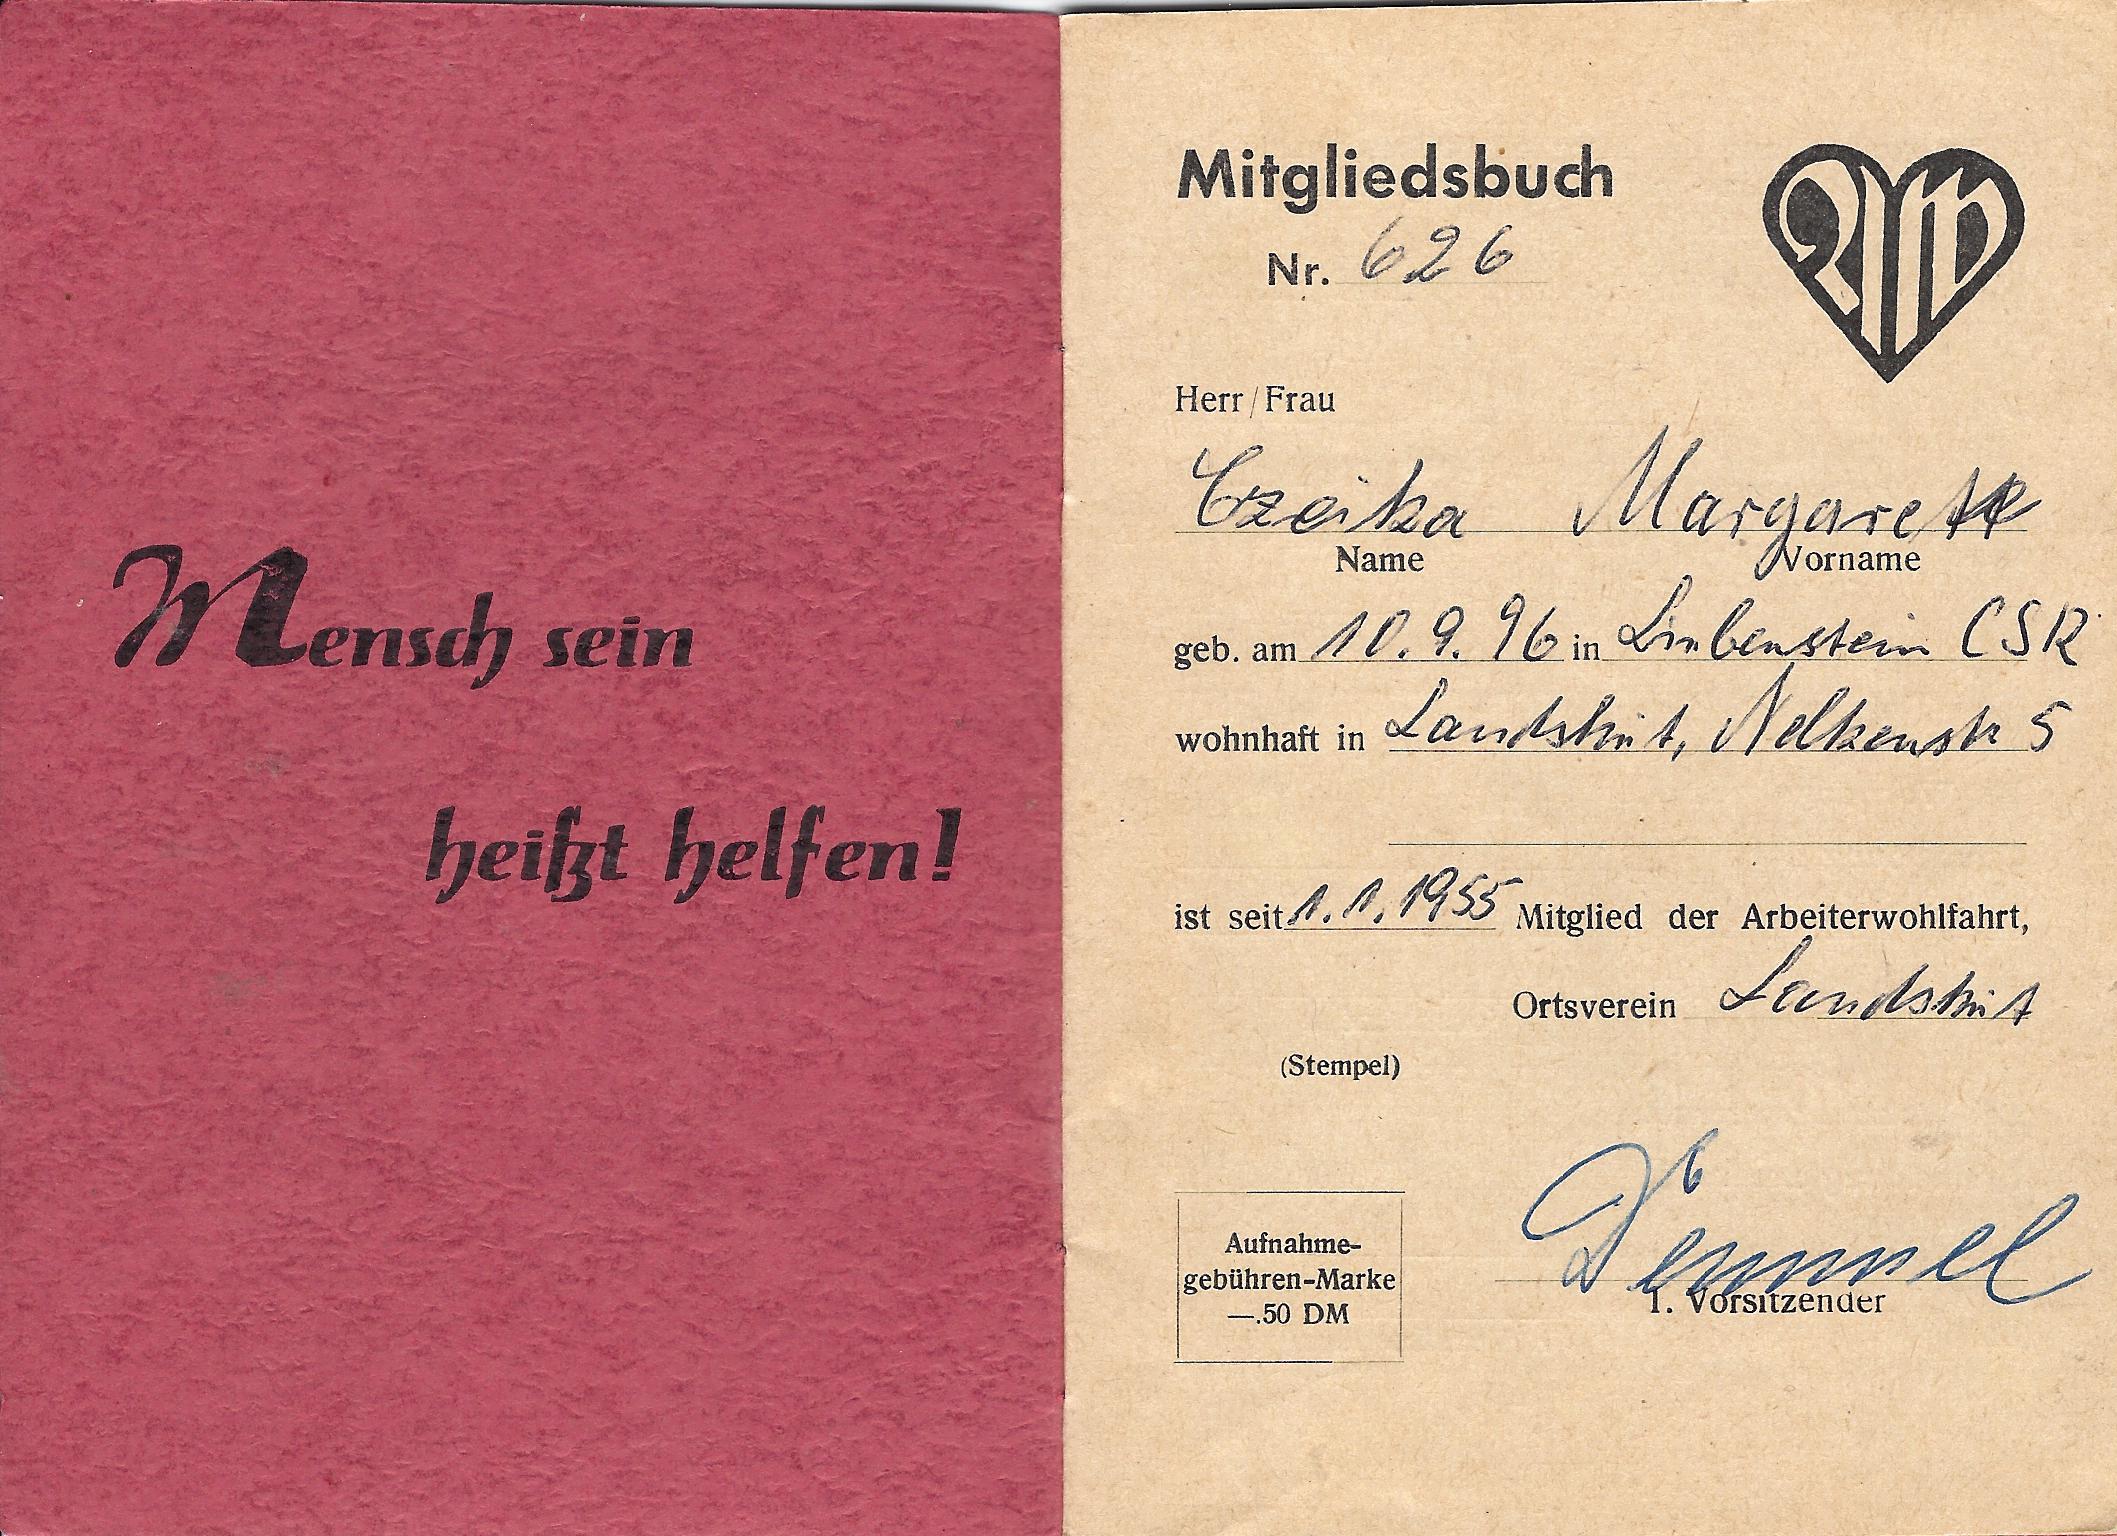 Mensch sein
heißt helfen!
Mitgliedsbuch
Nr. 626
AW
Herr/Frau
Czeika Margarete
Name Vorname
geb. am 10.9.96 in CSR
wohnhaft in Landshut, Nelkenstr 5
ist seit 1.1.1955 Mitglied der Arbeiterwohlfahrt,
Ortsverein Landshut
(Stempel)
Aufnahme-
gebühren-Marke
—.50 DM
1. Vorsitzender